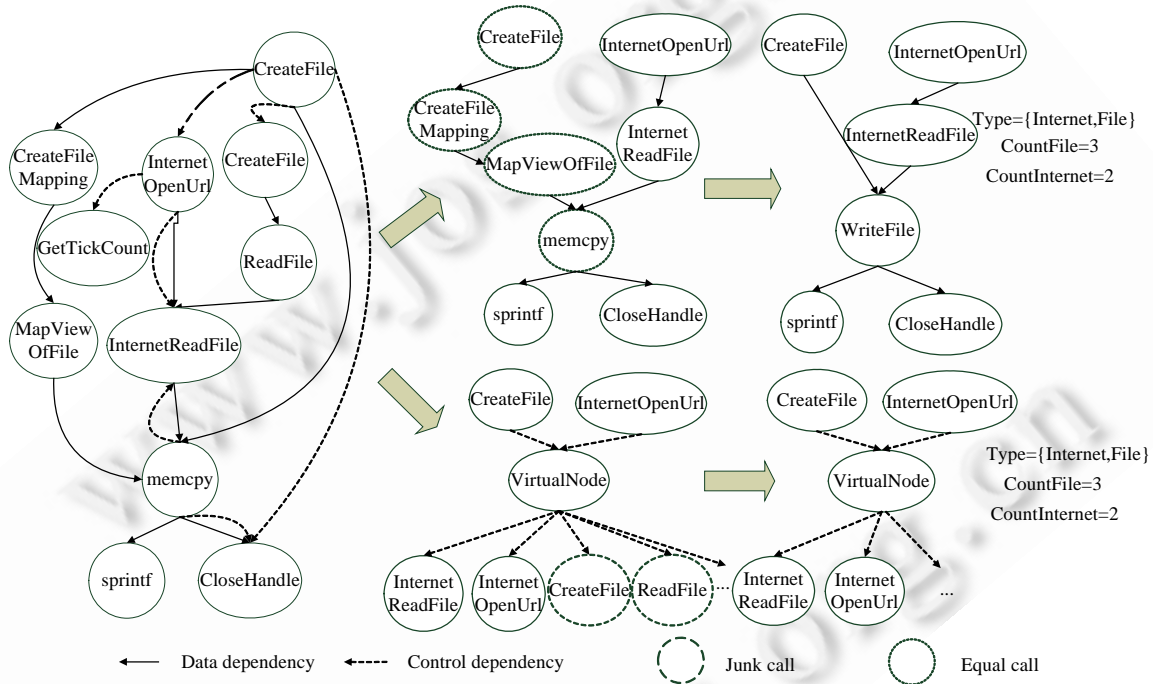 CreateFile
CreateFile
Mapping
Internet
OpenUrl
CreateFile
GetTickCount
ReadFile
MapView
OfFile
InternetReadFile
memcpy
sprintf
CloseHandle
CreateFile
InternetOpenUrl
CreateFile
Mapping
MapViewOfFile
Internet
ReadFile
memcpy
sprintf
CloseHandle
CreateFile
InternetOpenUrl
InternetReadFile
Type={Internet,File}
CountFile=3
CountInternet=2
WriteFile
sprintf
CloseHandle
CreateFile
InternetOpenUrl
VirtualNode
Internet
ReadFile
Internet
OpenUrl
CreateFile
ReadFile
...
CreateFile
InternetOpenUrl
VirtualNode
Type={Internet,File}
CountFile=3
CountInternet=2
Internet
ReadFile
Internet
OpenUrl
...
Data dependency
Control dependency
Junk call
Equal call